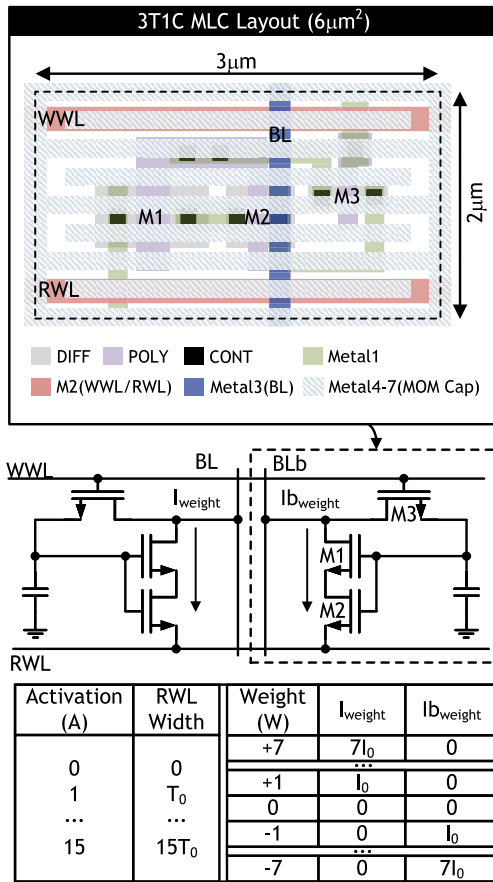 3T1C MLC Layout (6μm²)
3μm
WWL
BL
M3
M1
M2
2μm
RWL
DIFF
POLY
CONT
Metal1
M2(WWL/RWL)
Metal3(BL)
Metal4-7(MOM Cap)
BL
BLb
WWL
Iweight
Ibweight
M3
M1
M2
RWL
Activation (A) RWL Width
0 0
1 T₀
... ...
15 15T₀
Weight (W) Iweight Ibweight
+7 7I₀ 0
...
+1 I₀ 0
0 0 0
-1 0 I₀
...
-7 0 7I₀